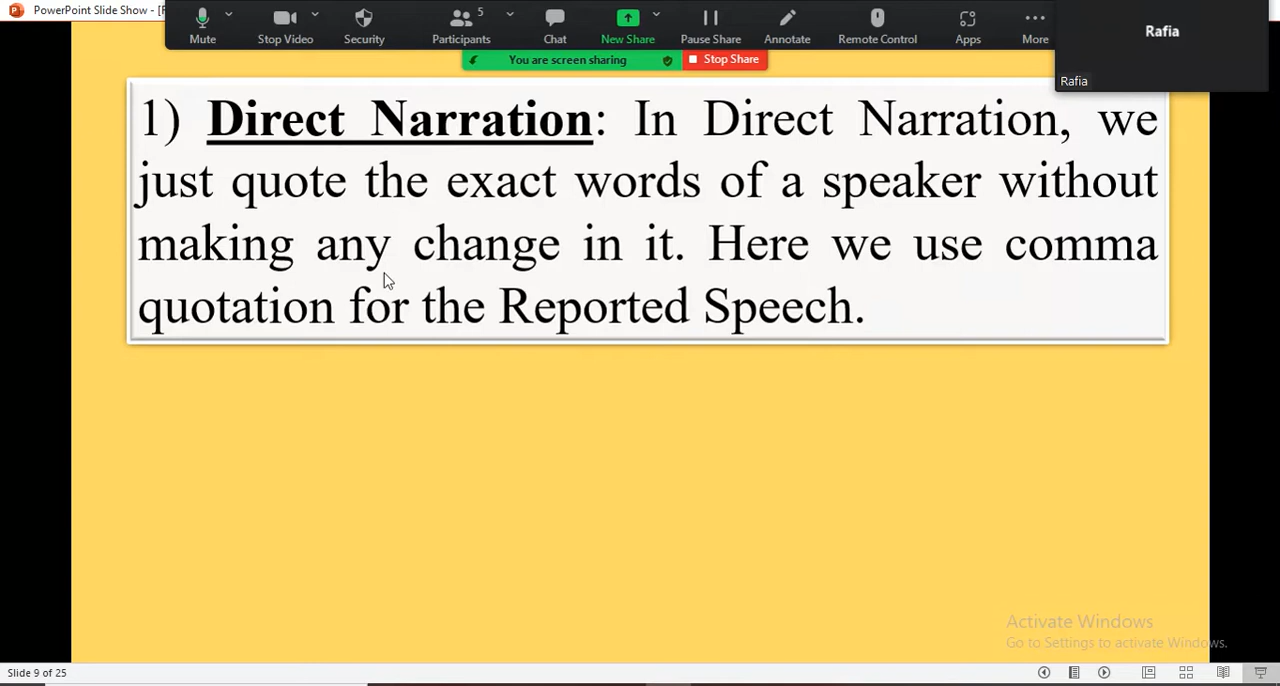 PowerPoint Slide Show - [F
Mute
Stop Video
Security
5
Participants
Chat
New Share
Pause Share
Annotate
Remote Control
Apps
More
Rafia
Rafia
You are screen sharing
Stop Share
1) Direct Narration: In Direct Narration, we
just quote the exact words of a speaker without
making any change in it. Here we use comma
quotation for the Reported Speech.
Activate Windows
Go to Settings to activate Windows.
Slide 9 of 25